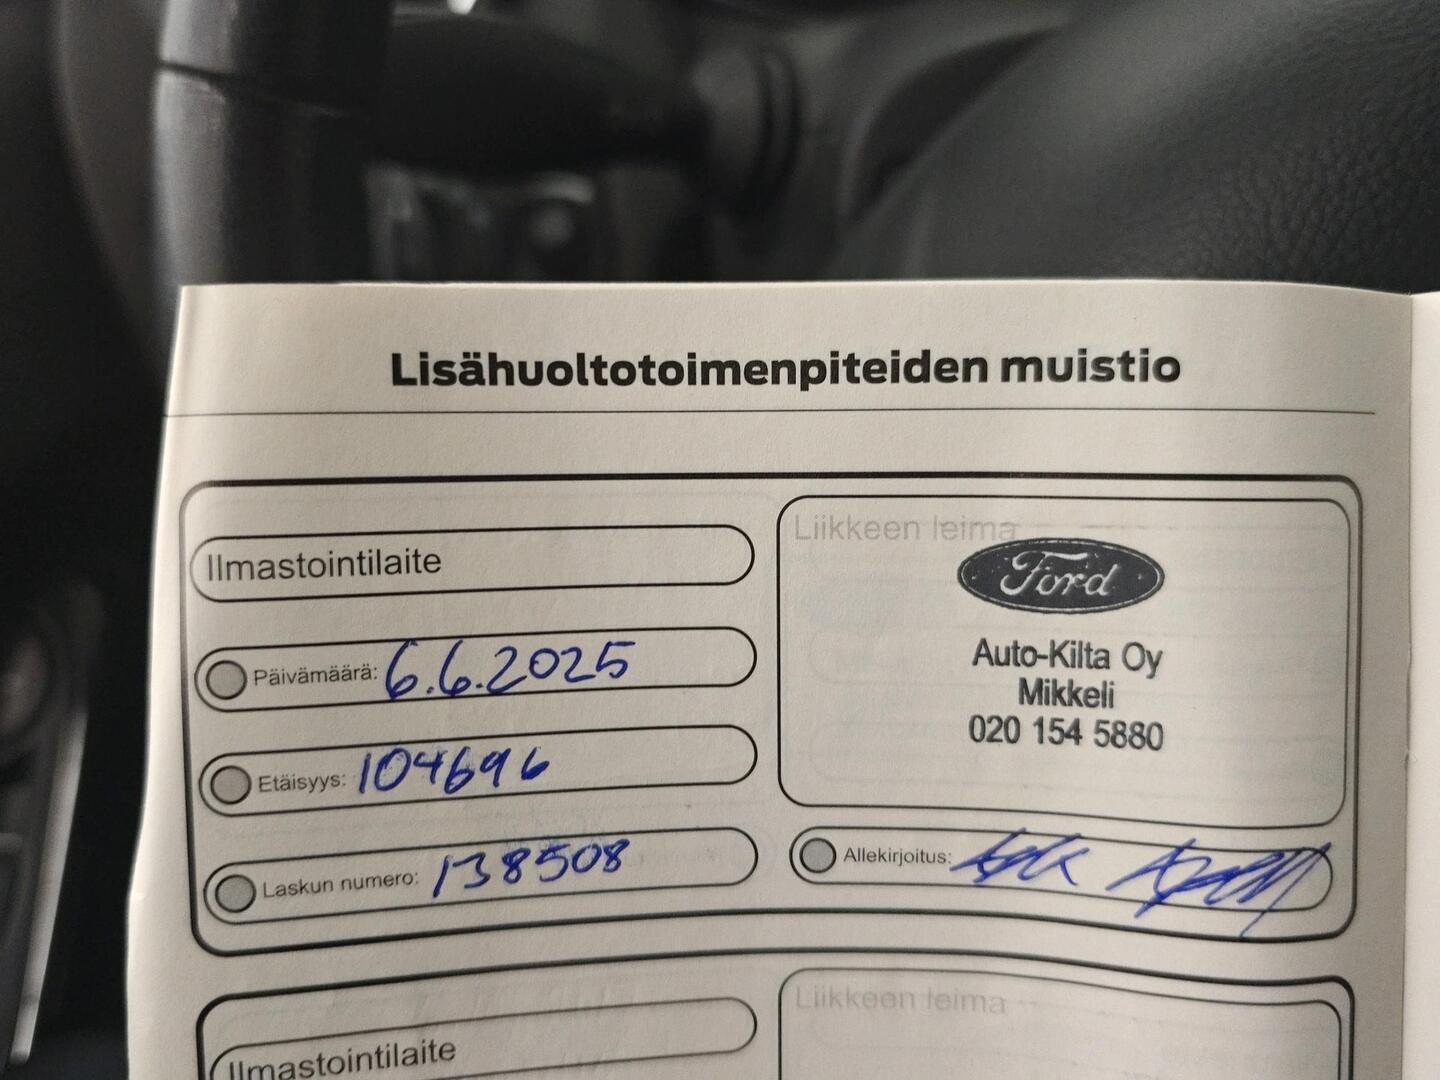 Lisähuoltotoimenpiteiden muistio
Ilmastointilaite
Päivämäärä: 6.6.2025
Etäisyys: 104696
Laskun numero: 138508
Liikkeen leima
Ford
Auto-Kilta Oy
Mikkeli
020 154 5880
Allekirjoitus:
Ilmastointilaite
Liikkeen leima